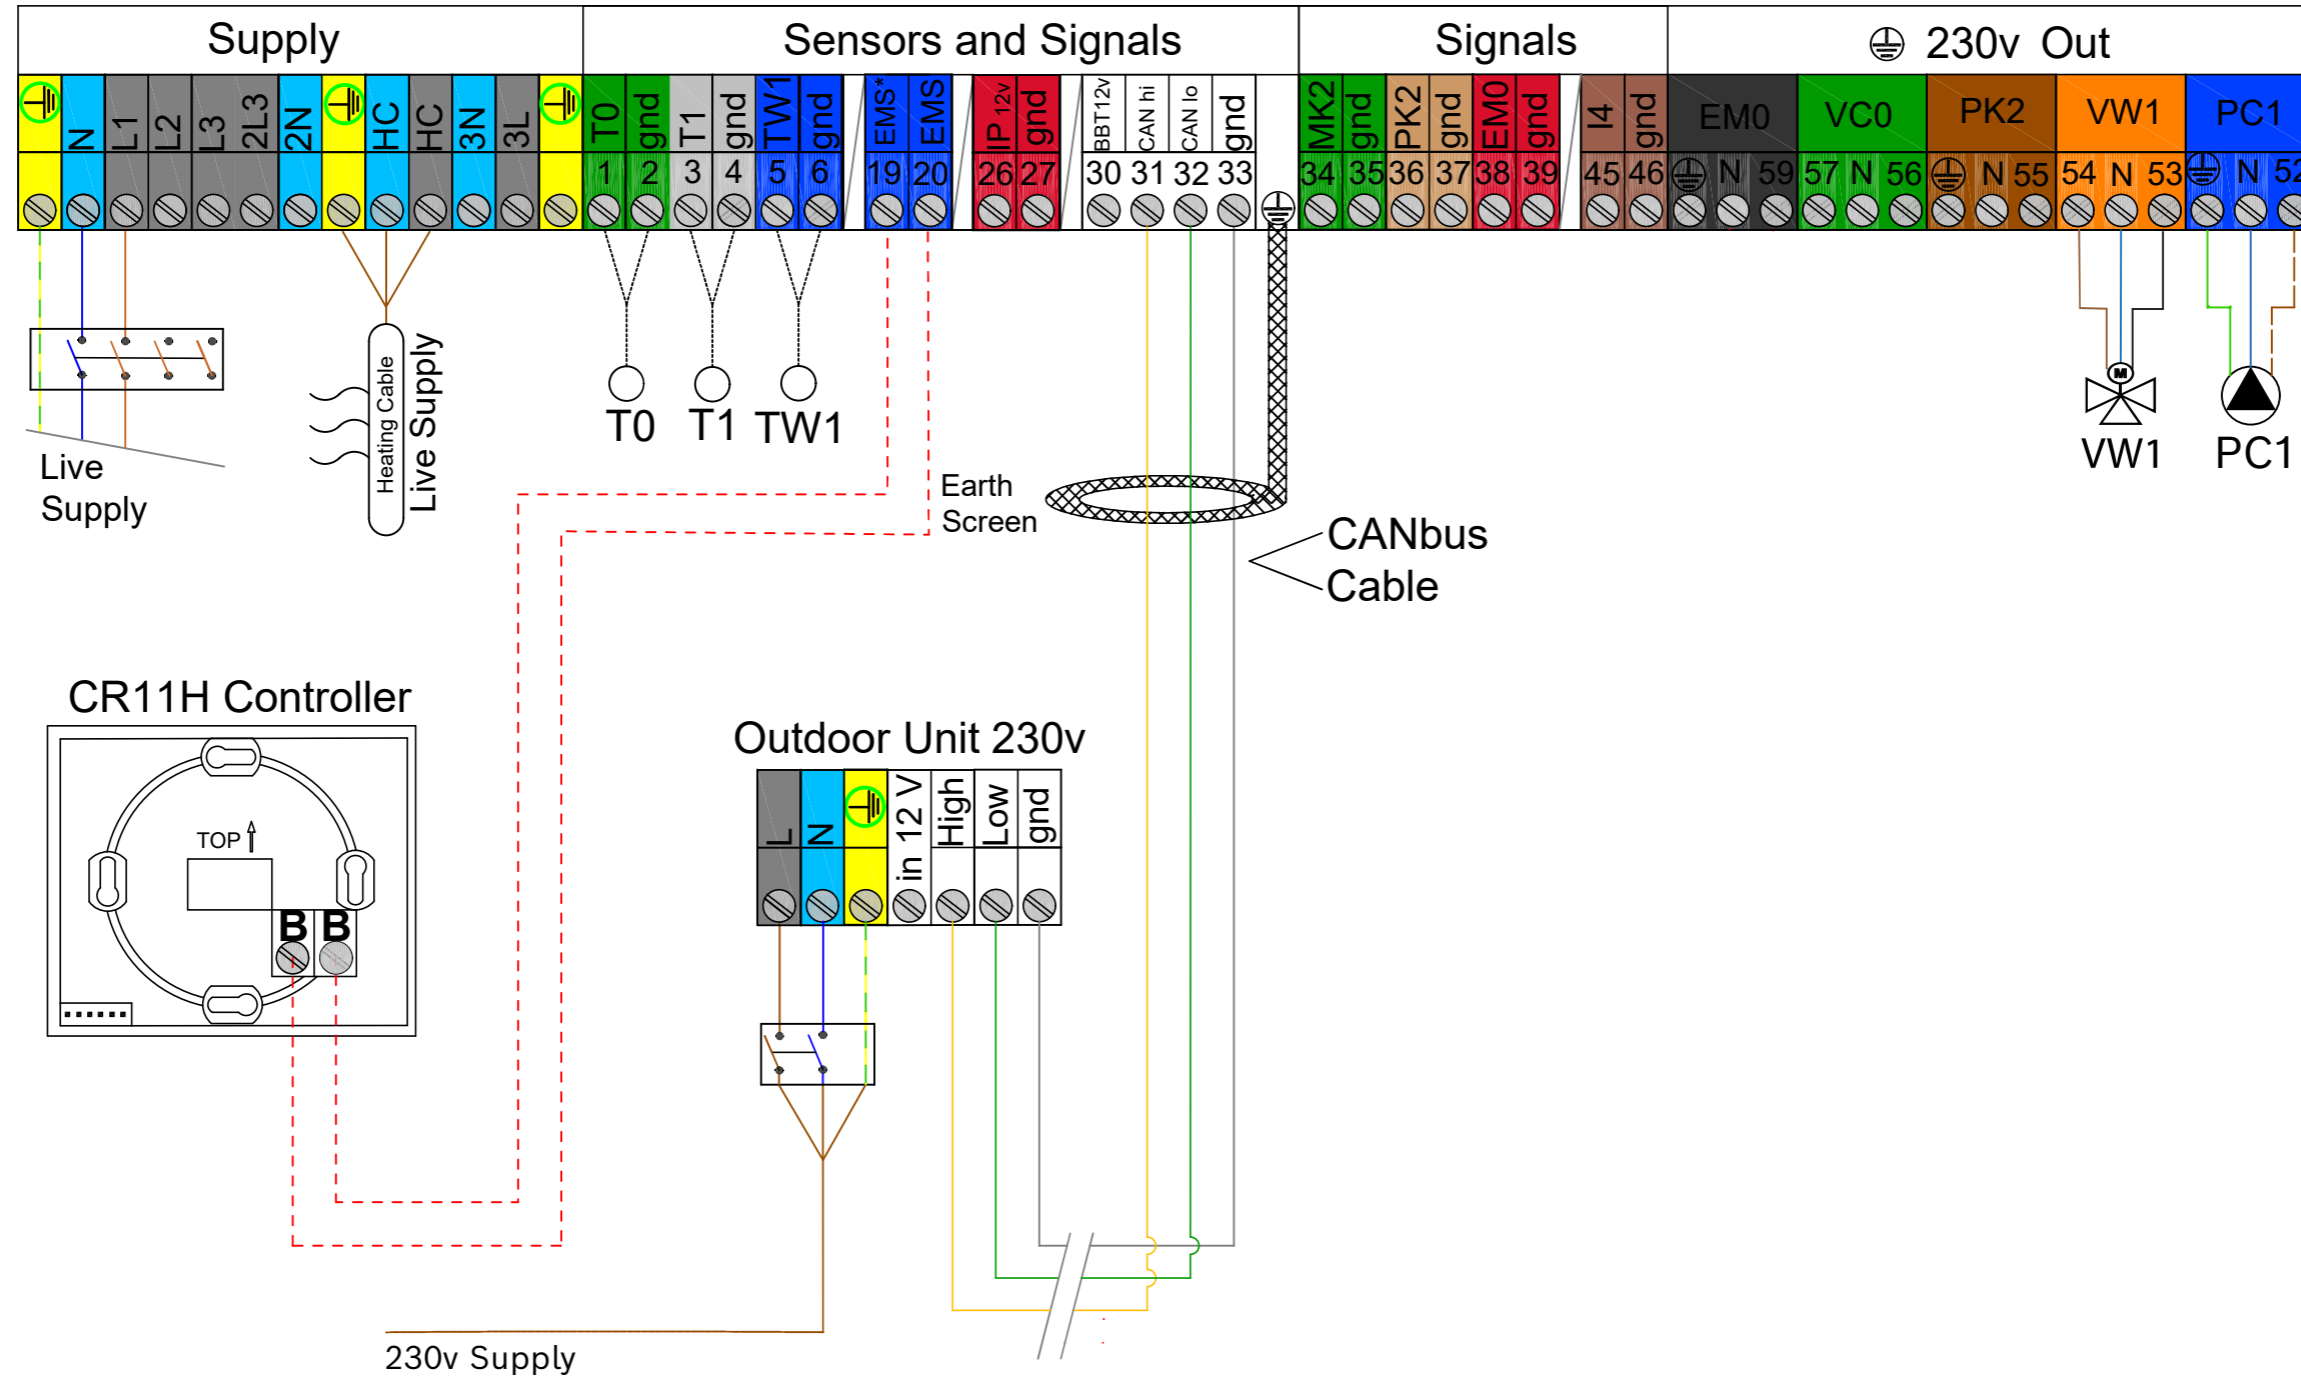 Supply
Sensors and Signals
Signals
230v Out
N
L1
L2
L3
2L3
2N
HC
HC
3N
3L
T0
gnd
T1
gnd
TW1
gnd
EMS*
EMS
IP 12v
gnd
BBT 12v
CAN hi
CAN lo
gnd
MK2
gnd
PK2
gnd
EM0
gnd
I4
gnd
EM0
VC0
PK2
VW1
PC1
1 2 3 4 5 6 19 20 26 27 30 31 32 33 34 35 36 37 38 39 45 46 N 59 57 N 56 N 55 54 N 53 N 52
Live
Supply
Heating Cable
Live Supply
T0
T1
TW1
M
VW1
PC1
Earth
Screen
CANbus
Cable
CR11H Controller
TOP
B B
Outdoor Unit 230v
L
N
in 12 V
High
Low
gnd
230v Supply